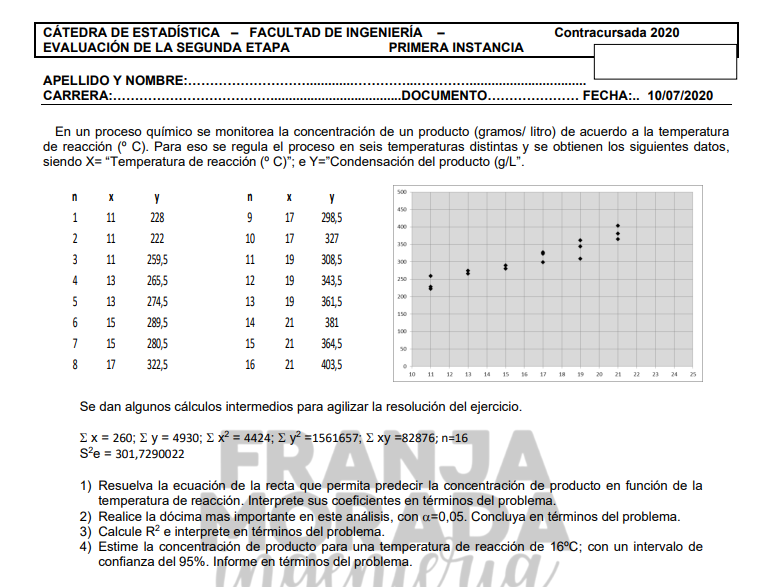 CÁTEDRA DE ESTADÍSTICA – FACULTAD DE INGENIERÍA – Contracursada 2020
EVALUACIÓN DE LA SEGUNDA ETAPA PRIMERA INSTANCIA
APELLIDO Y NOMBRE:……………………………………………………………………
CARRERA:……………………………………………………DOCUMENTO………………… FECHA:.. 10/07/2020
En un proceso químico se monitorea la concentración de un producto (gramos/ litro) de acuerdo a la temperatura
de reacción (º C). Para eso se regula el proceso en seis temperaturas distintas y se obtienen los siguientes datos,
siendo X= “Temperatura de reacción (º C)”; e Y=”Condensación del producto (g/L”.
n x y n x y
1 11 228 9 17 298,5
2 11 222 10 17 327
3 11 259,5 11 19 308,5
4 13 265,5 12 19 343,5
5 13 274,5 13 19 361,5
6 15 289,5 14 21 381
7 15 280,5 15 21 364,5
8 17 322,5 16 21 403,5
500
450
400
350
300
250
200
150
100
50
0
10 11 12 13 14 15 16 17 18 19 20 21 22 23 24 25
Se dan algunos cálculos intermedios para agilizar la resolución del ejercicio.
Σ x = 260; Σ y = 4930; Σ x² = 4424; Σ y² =1561657; Σ xy =82876; n=16
S²e = 301,7290022
1) Resuelva la ecuación de la recta que permita predecir la concentración de producto en función de la
temperatura de reacción. Interprete sus coeficientes en términos del problema.
2) Realice la dócima mas importante en este análisis, con α=0,05. Concluya en términos del problema.
3) Calcule R² e interprete en términos del problema.
4) Estime la concentración de producto para una temperatura de reacción de 16ºC; con un intervalo de
confianza del 95%. Informe en términos del problema.
FRANJA
MORADA
Ingeniería